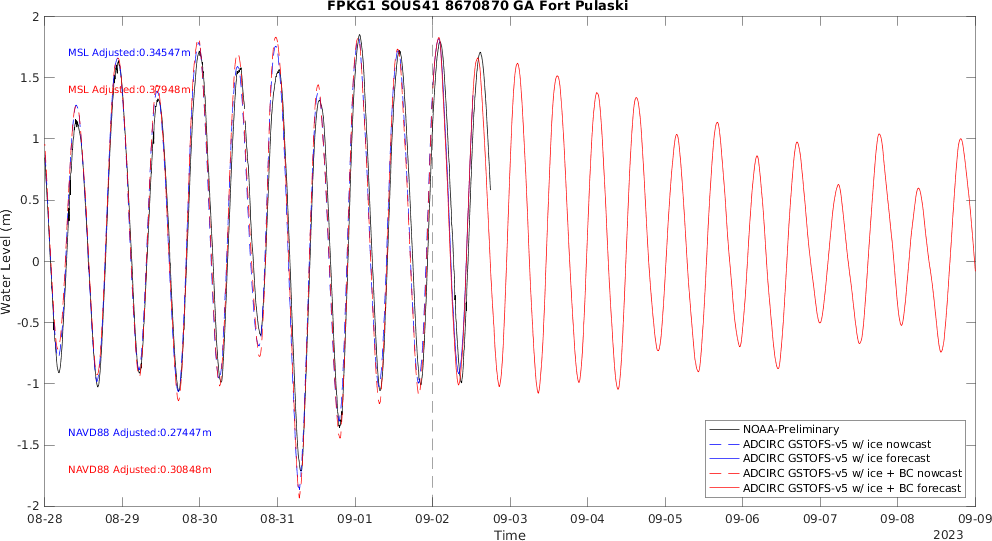 FPKG1 SOUS41 8670870 GA Fort Pulaski
2
1.5
1
0.5
0
-0.5
-1
-1.5
-2
Water Level (m)
MSL Adjusted:0.34547m
MSL Adjusted:0.37948m
NAVD88 Adjusted:0.27447m
NAVD88 Adjusted:0.30848m
NOAA-Preliminary
ADCIRC GSTOFS-v5 w/ ice nowcast
ADCIRC GSTOFS-v5 w/ ice forecast
ADCIRC GSTOFS-v5 w/ ice + BC nowcast
ADCIRC GSTOFS-v5 w/ ice + BC forecast
08-28 08-29 08-30 08-31 09-01 09-02 09-03 09-04 09-05 09-06 09-07 09-08 09-09
Time
2023